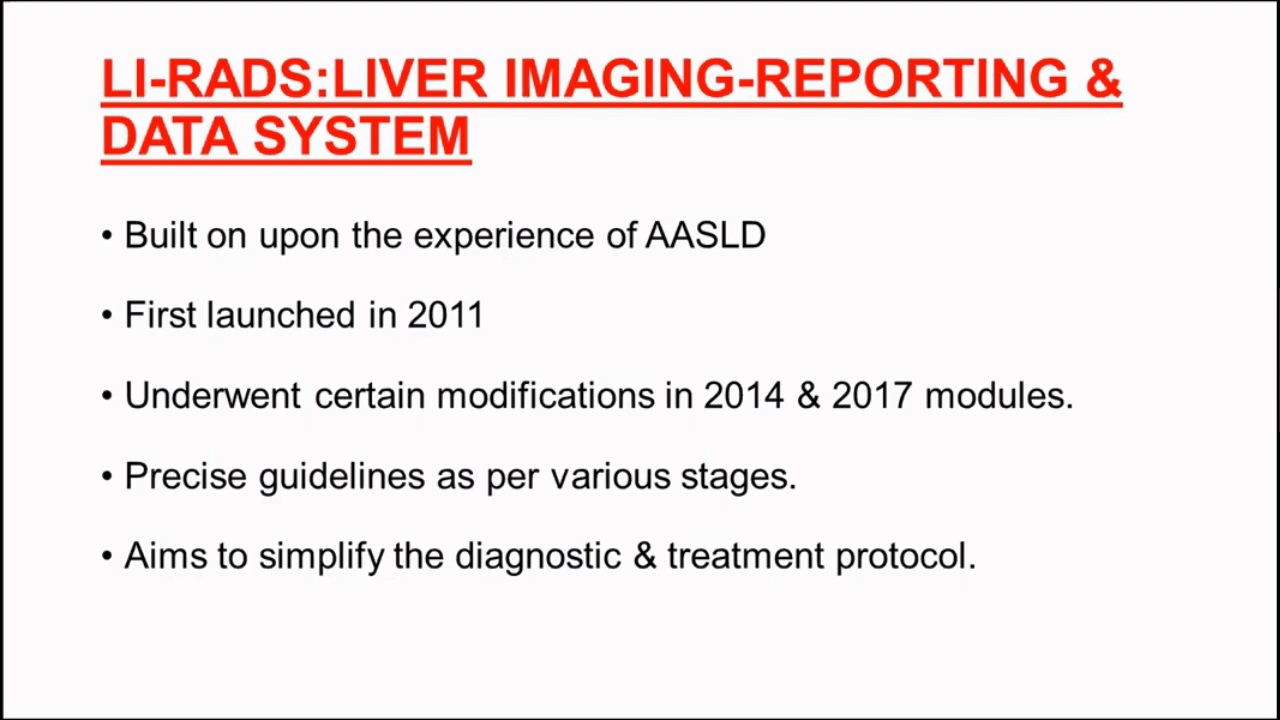 LI-RADS:LIVER IMAGING-REPORTING &
DATA SYSTEM
• Built on upon the experience of AASLD
• First launched in 2011
• Underwent certain modifications in 2014 & 2017 modules.
• Precise guidelines as per various stages.
• Aims to simplify the diagnostic & treatment protocol.